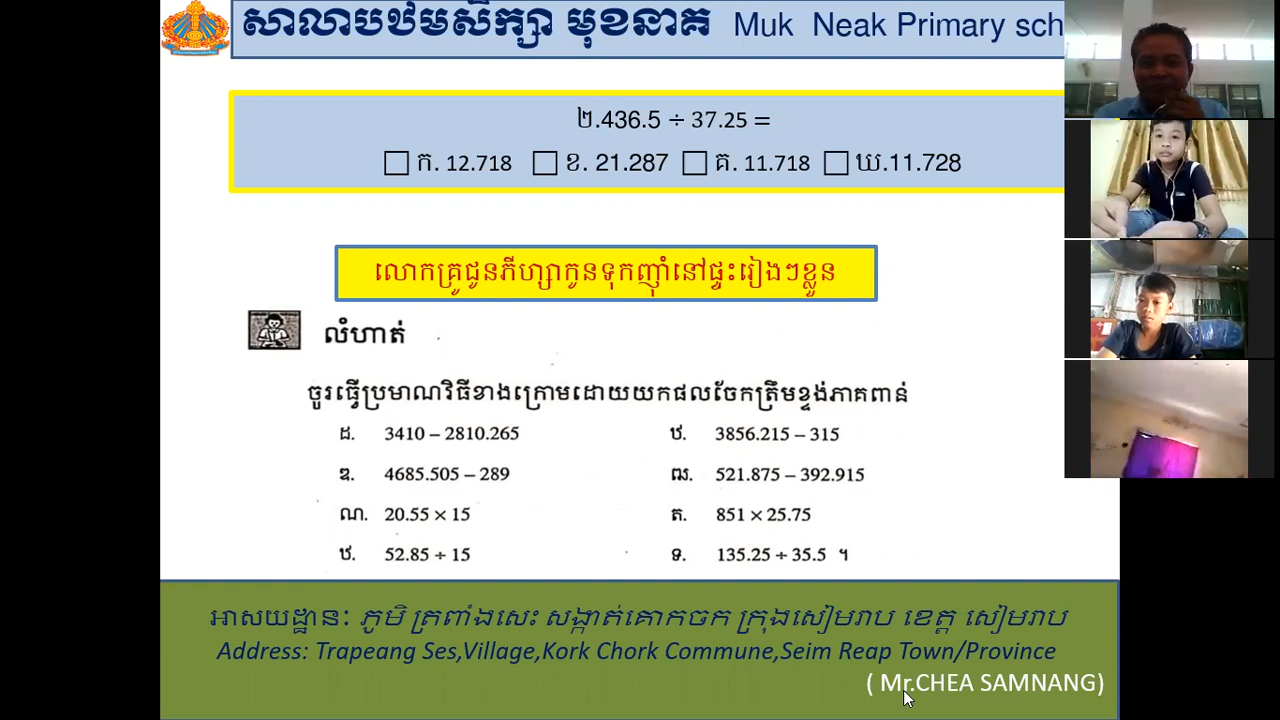 សាលាបឋមសិក្សា មុខនាគ Muk Neak Primary sch
២.436.5 ÷ 37.25 =
ក. 12.718 ខ. 21.287 គ. 11.718 ឃ.11.728
លោកគ្រូជូនភីហ្សាកូនទុកញ៉ាំនៅផ្ទះរៀងៗខ្លួន
លំហាត់
ចូរធ្វើប្រមាណវិធីខាងក្រោមដោយយកផលចែកត្រឹមខ្ទង់ភាគពាន់
ដ. 3410 – 2810.265 ឋ. 3856.215 – 315
ឌ. 4685.505 – 289 ឍ. 521.875 – 392.915
ណ. 20.55 × 15 ត. 851 × 25.75
ឋ. 52.85 ÷ 15 ទ. 135.25 ÷ 35.5 ។
អាសយដ្ឋានៈ ភូមិ ត្រពាំងសេះ សង្កាត់គោកចក ក្រុងសៀមរាប ខេត្ត សៀមរាប
Address: Trapeang Ses,Village,Kork Chork Commune,Seim Reap Town/Province
( Mr.CHEA SAMNANG)